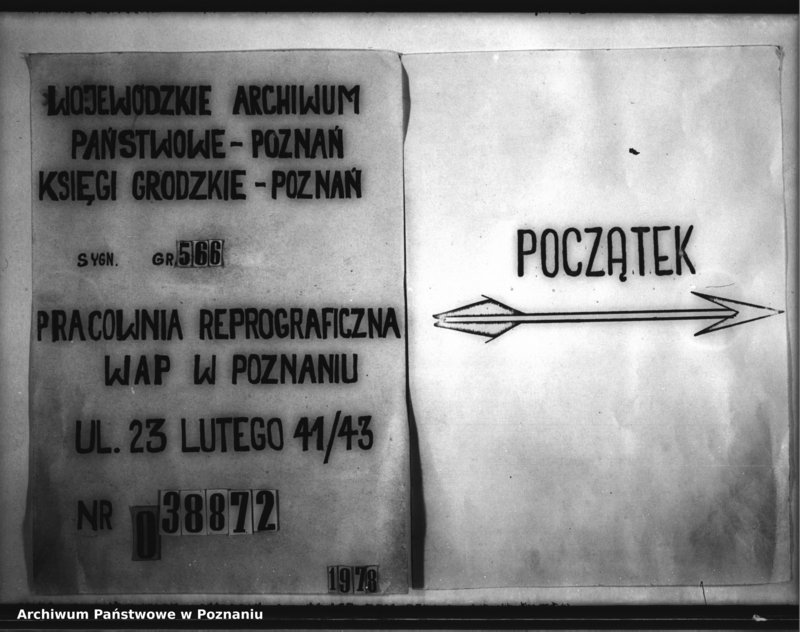 WOJEWÓDZKIE ARCHIWUM
PAŃSTWOWE - POZNAŃ
KSIĘGI GRODZKIE - POZNAŃ
SYGN. GR. 566
PRACOWNIA REPROGRAFICZNA
WAP W POZNANIU
UL. 23 LUTEGO 41/43
NR 038872
1978
POCZĄTEK
Archiwum Państwowe w Poznaniu